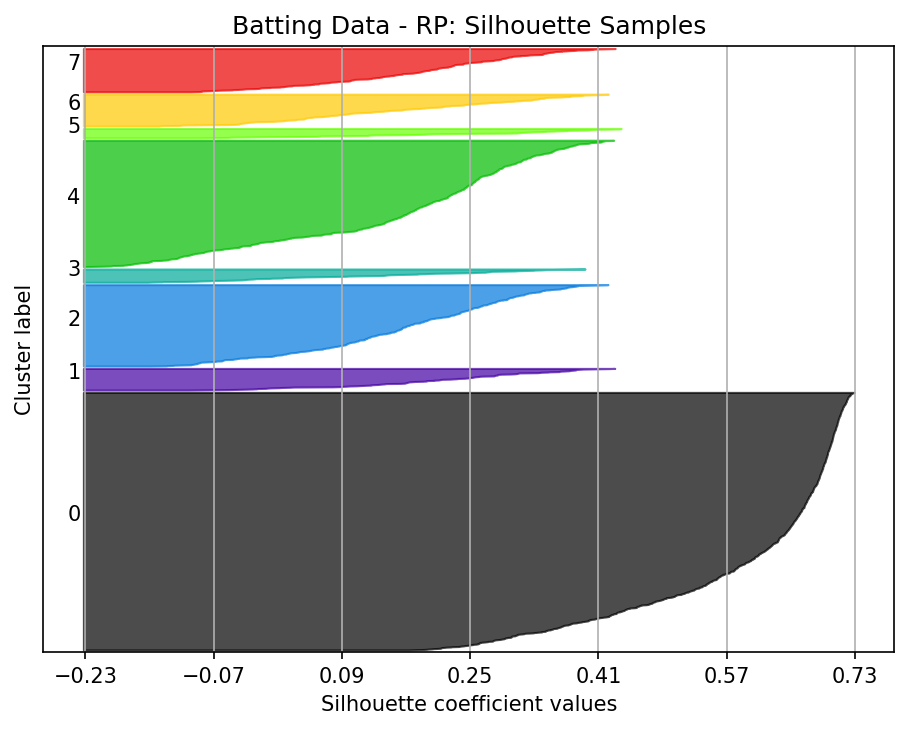 Batting Data - RP: Silhouette Samples
7
6
5
4
3
2
1
0
Cluster label
−0.23 −0.07 0.09 0.25 0.41 0.57 0.73
Silhouette coefficient values